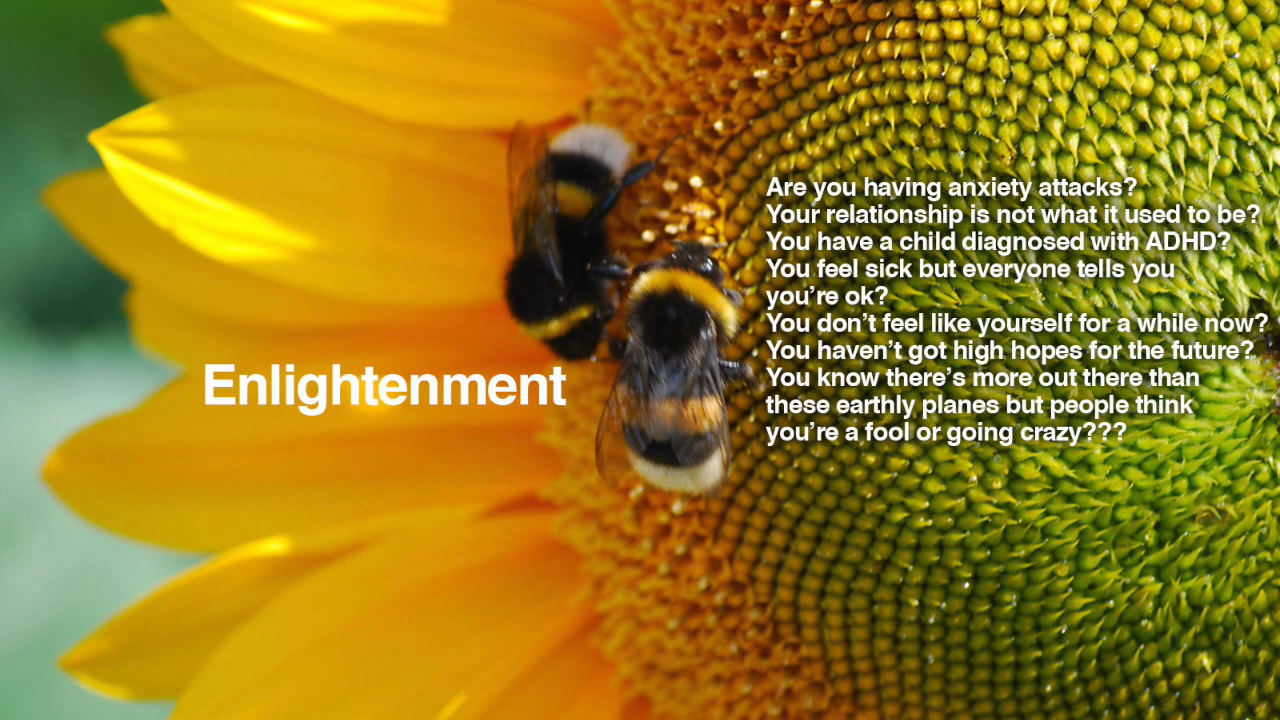 Enlightenment
Are you having anxiety attacks?
Your relationship is not what it used to be?
You have a child diagnosed with ADHD?
You feel sick but everyone tells you
you’re ok?
You don’t feel like yourself for a while now?
You haven’t got high hopes for the future?
You know there’s more out there than
these earthly planes but people think
you’re a fool or going crazy???